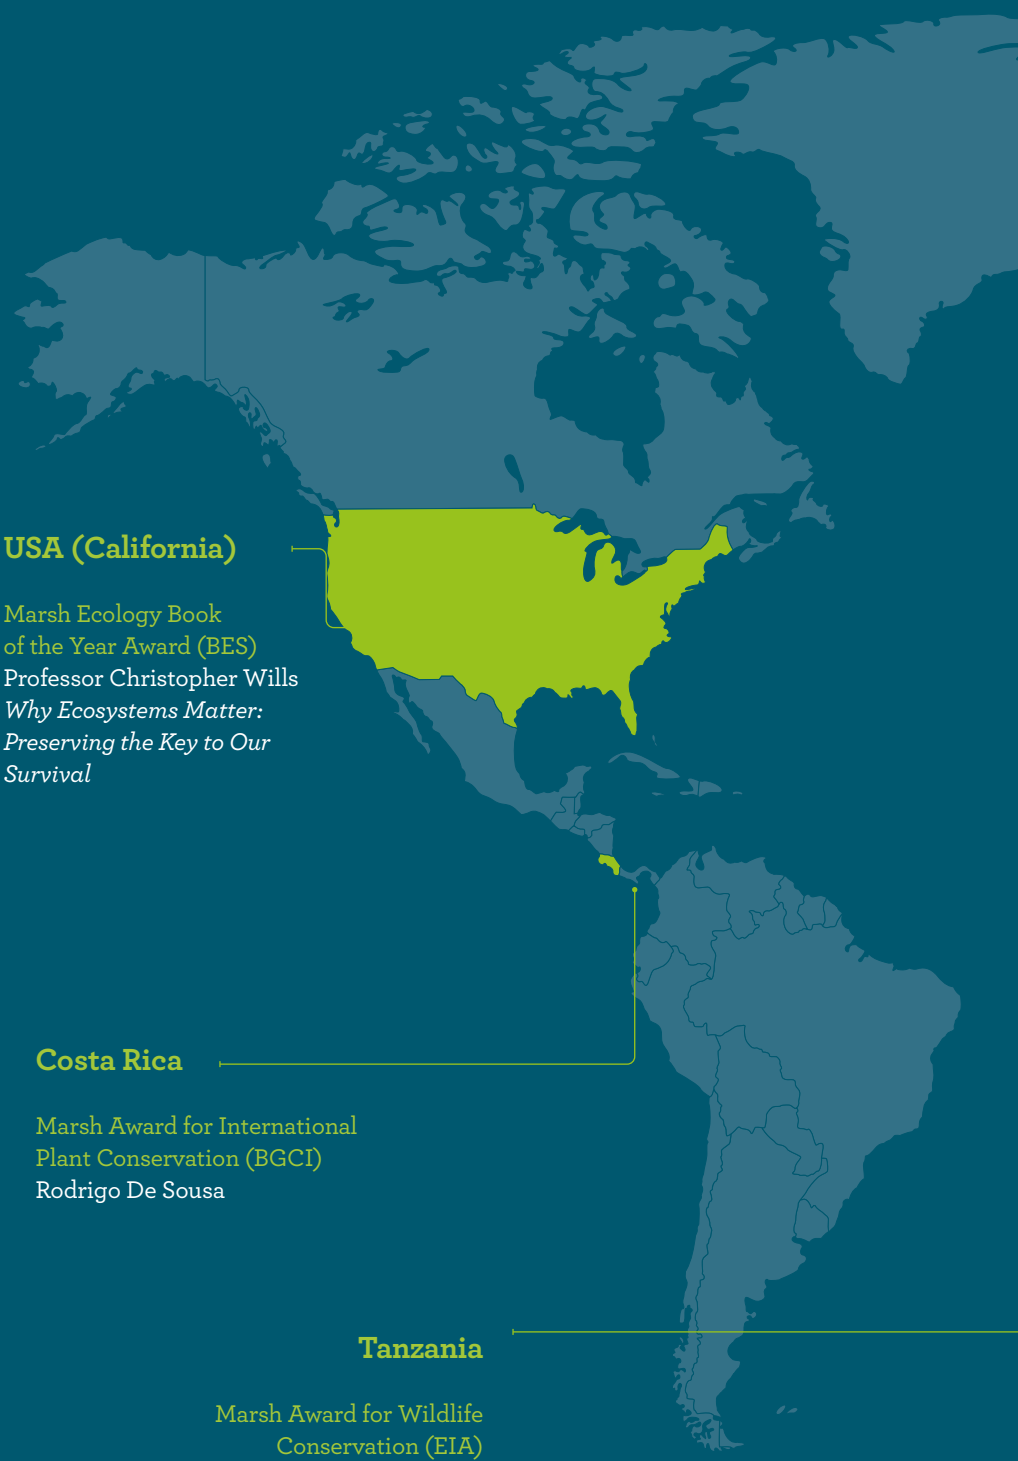 USA (California)
Marsh Ecology Book
of the Year Award (BES)
Professor Christopher Wills
Why Ecosystems Matter:
Preserving the Key to Our
Survival
Costa Rica
Marsh Award for International
Plant Conservation (BGCI)
Rodrigo De Sousa
Tanzania
Marsh Award for Wildlife
Conservation (EIA)